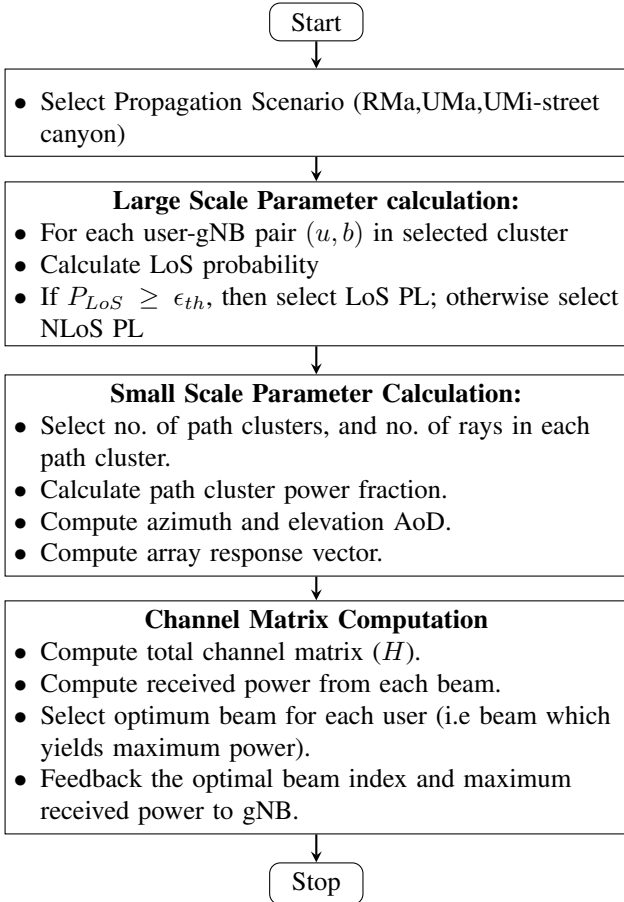 Start
• Select Propagation Scenario (RMa,UMa,UMi-street
canyon)
Large Scale Parameter calculation:
• For each user-gNB pair (u, b) in selected cluster
• Calculate LoS probability
• If P_{LoS} ≥ ϵ_{th}, then select LoS PL; otherwise select
NLoS PL
Small Scale Parameter Calculation:
• Select no. of path clusters, and no. of rays in each
path cluster.
• Calculate path cluster power fraction.
• Compute azimuth and elevation AoD.
• Compute array response vector.
Channel Matrix Computation
• Compute total channel matrix (H).
• Compute received power from each beam.
• Select optimum beam for each user (i.e beam which
yields maximum power).
• Feedback the optimal beam index and maximum
received power to gNB.
Stop